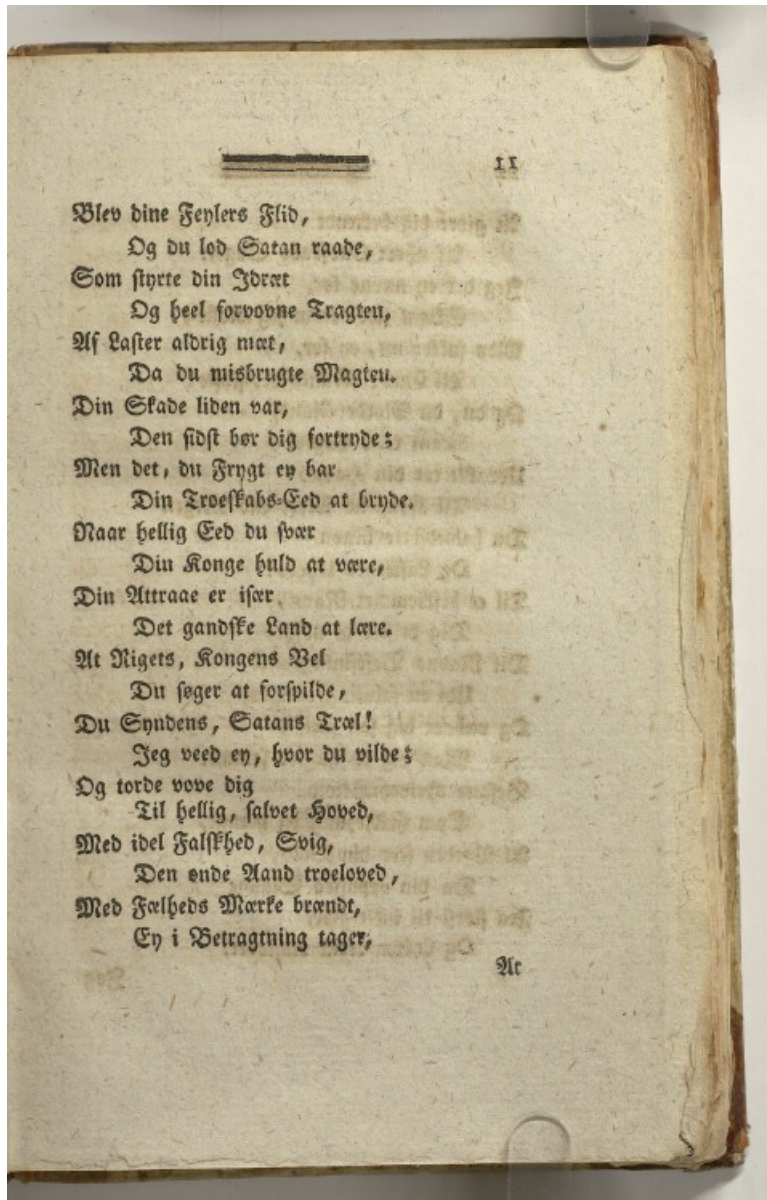 11
Blev dine Feylers Flid,
Og du lod Satan raade,
Som styrte din Idræt
Og heel forvovne Tragten,
Af Laster aldrig mæt,
Da du misbrugte Magten.
Din Skade liden var,
Den sidst bør dig fortryde;
Men det, du Frygt ey bar
Din Troeskabs-Eed at bryde.
Naar hellig Eed du svær
Din Konge huld at være,
Din Attraae er især
Det gandske Land at lære.
At Rigets, Kongens Vel
Du søger at forspilde,
Du Syndens, Satans Træl!
Jeg veed ey, hvor du vilde;
Og torde vove dig
Til hellig, salvet Hoved,
Med idel Falskhed, Svig,
Den onde Aand troeloved,
Med Fælheds Mærke brændt,
Ey i Betragtning tager,
At